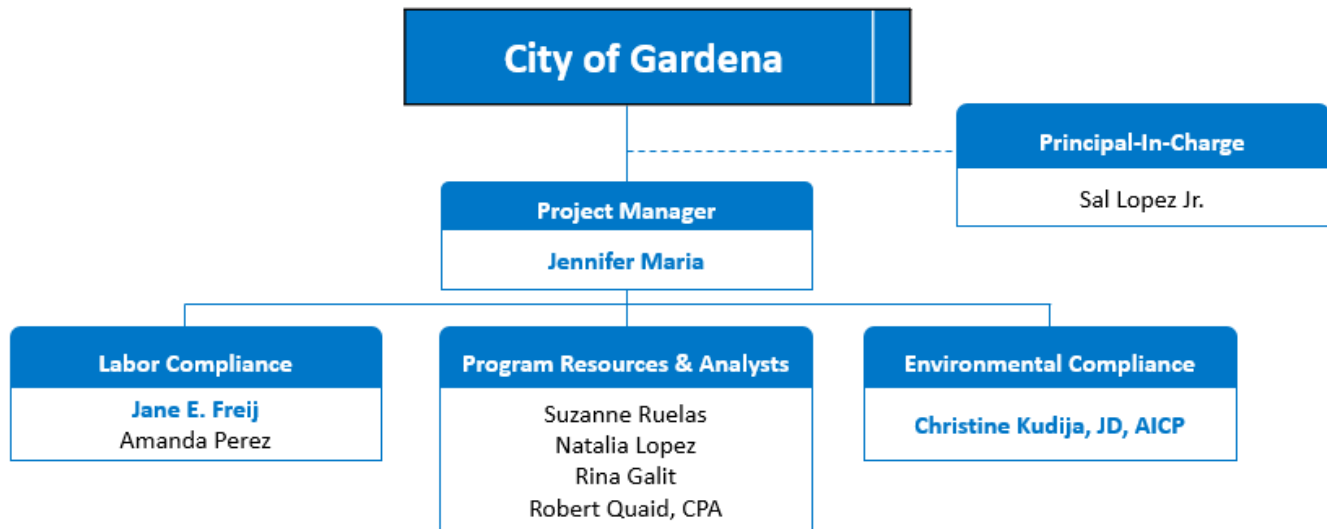 City of Gardena
Principal-In-Charge
Sal Lopez Jr.
Project Manager
Jennifer Maria
Labor Compliance
Jane E. Freij
Amanda Perez
Program Resources & Analysts
Suzanne Ruelas
Natalia Lopez
Rina Galit
Robert Quaid, CPA
Environmental Compliance
Christine Kudija, JD, AICP